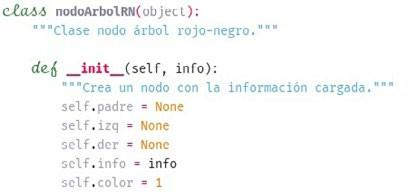 class nodoArbolRN(object):
"""Clase nodo árbol rojo-negro."""
def __init__(self, info):
"""Crea un nodo con la información cargada."""
self.padre = None
self.izq = None
self.der = None
self.info = info
self.color = 1